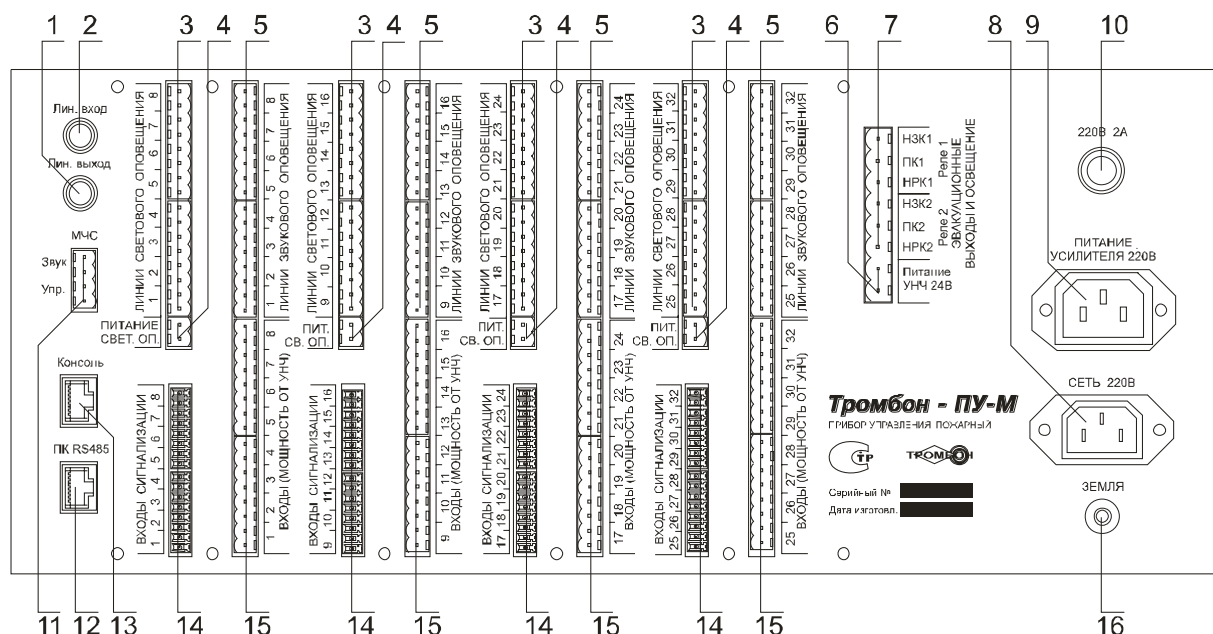 1 2 3 4 5 3 4 5 3 4 5 3 4 5 6 7 8 9 10
Лин. вход
Лин. выход
МЧС
Звук
Упр.
Консоль
ПК RS485
ЛИНИИ СВЕТОВОГО ОПОВЕЩЕНИЯ
1 2 3 4 5 6 7 8
ПИТАНИЕ
СВЕТ. ОП.
ВХОДЫ СИГНАЛИЗАЦИИ
1 2 3 4 5 6 7 8
ЛИНИИ ЗВУКОВОГО ОПОВЕЩЕНИЯ
1 2 3 4 5 6 7 8
ВХОДЫ (МОЩНОСТЬ ОТ УНЧ)
1 2 3 4 5 6 7 8
ЛИНИИ СВЕТОВОГО ОПОВЕЩЕНИЯ
9 10 11 12 13 14 15 16
ПИТ.
СВ. ОП.
ВХОДЫ СИГНАЛИЗАЦИИ
9 10 11 12 13 14 15 16
ЛИНИИ ЗВУКОВОГО ОПОВЕЩЕНИЯ
9 10 11 12 13 14 15 16
ВХОДЫ (МОЩНОСТЬ ОТ УНЧ)
9 10 11 12 13 14 15 16
ЛИНИИ СВЕТОВОГО ОПОВЕЩЕНИЯ
17 18 19 20 21 22 23 24
ПИТ.
СВ. ОП.
ВХОДЫ СИГНАЛИЗАЦИИ
17 18 19 20 21 22 23 24
ЛИНИИ ЗВУКОВОГО ОПОВЕЩЕНИЯ
17 18 19 20 21 22 23 24
ВХОДЫ (МОЩНОСТЬ ОТ УНЧ)
17 18 19 20 21 22 23 24
ЛИНИИ СВЕТОВОГО ОПОВЕЩЕНИЯ
25 26 27 28 29 30 31 32
ПИТ.
СВ. ОП.
ВХОДЫ СИГНАЛИЗАЦИИ
25 26 27 28 29 30 31 32
ЛИНИИ ЗВУКОВОГО ОПОВЕЩЕНИЯ
25 26 27 28 29 30 31 32
ВХОДЫ (МОЩНОСТЬ ОТ УНЧ)
25 26 27 28 29 30 31 32
НЗК1
ПК1
НРК1
НЗК2
ПК2
НРК2
Питание
УНЧ 24В
Реле 1
Реле 2
ЭВАКУАЦИОННЫЕ
ВЫХОДЫ И ОСВЕЩЕНИЕ
220В 2А
ПИТАНИЕ
УСИЛИТЕЛЯ 220В
СЕТЬ 220В
ЗЕМЛЯ
Тромбон - ПУ-М
ПРИБОР УПРАВЛЕНИЯ ПОЖАРНЫЙ
ТР
ТРОМБОН
Серийный №
Дата изготовл.
11 12 13 14 15 14 15 14 15 14 15 16